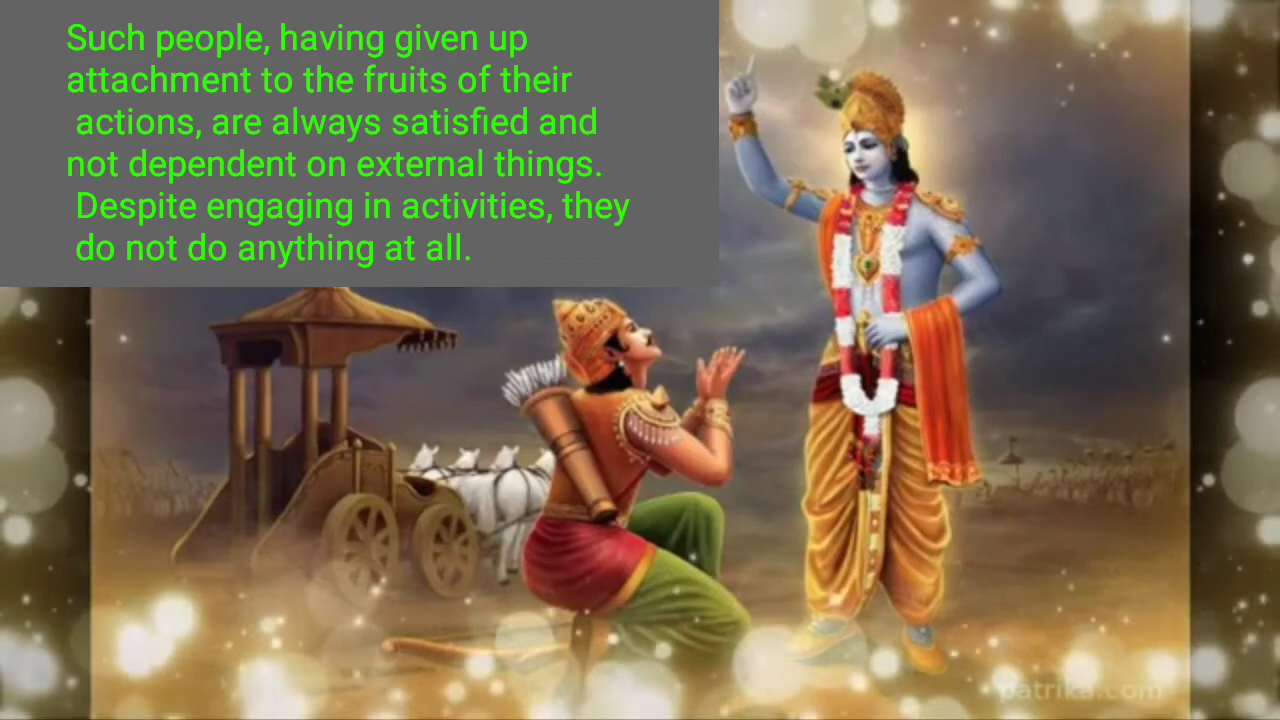 Such people, having given up
attachment to the fruits of their
actions, are always satisfied and
not dependent on external things.
Despite engaging in activities, they
do not do anything at all.
patrika.com